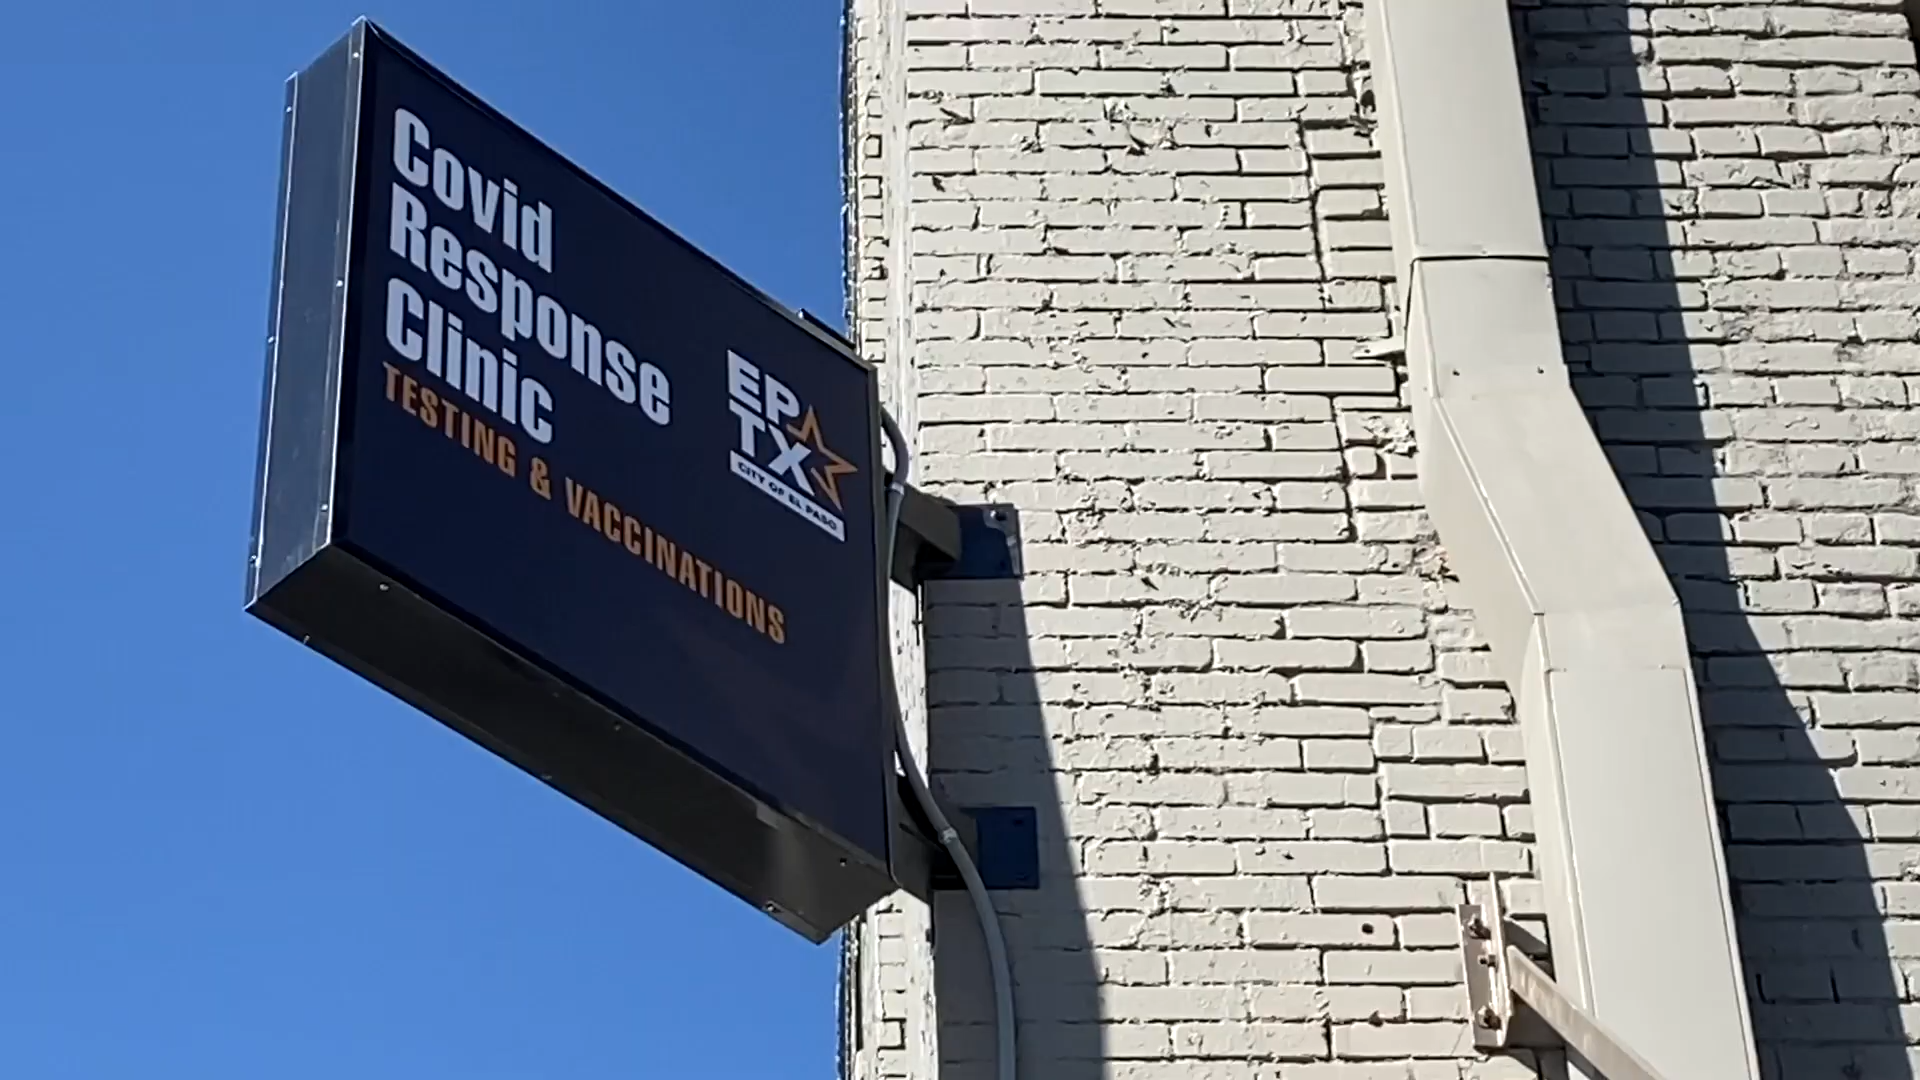 Covid
Response
Clinic
TESTING & VACCINATIONS
EP
TX
CITY OF EL PASO